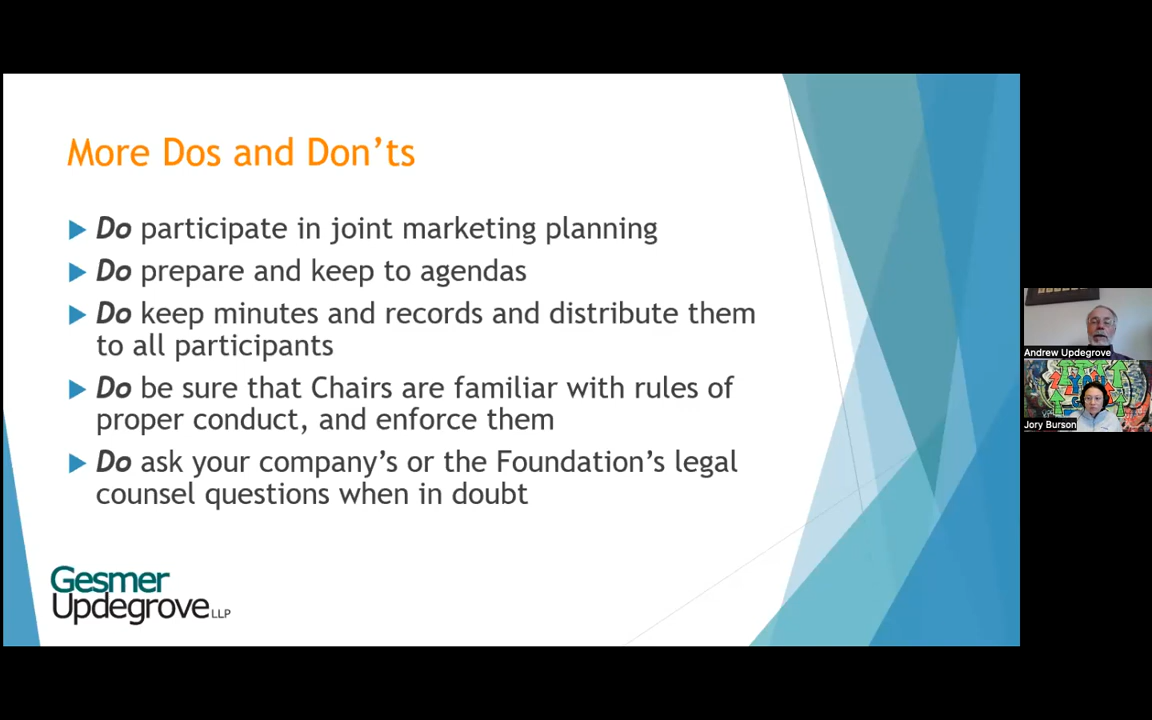 More Dos and Don'ts
Do participate in joint marketing planning
Do prepare and keep to agendas
Do keep minutes and records and distribute them
to all participants
Do be sure that Chairs are familiar with rules of
proper conduct, and enforce them
Do ask your company's or the Foundation's legal
counsel questions when in doubt
Gesmer
Updegrove LLP
Andrew Updegrove
Jory Burson